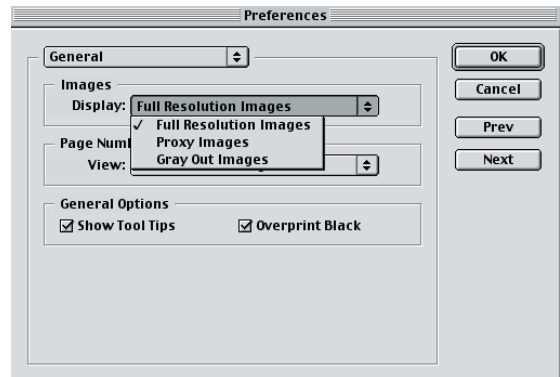 Preferences
General
OK
Images
Cancel
Display: Full Resolution Images
✓ Full Resolution Images
Prev
Proxy Images
Page Num
Gray Out Images
View:
Next
General Options
Show Tool Tips
Overprint Black